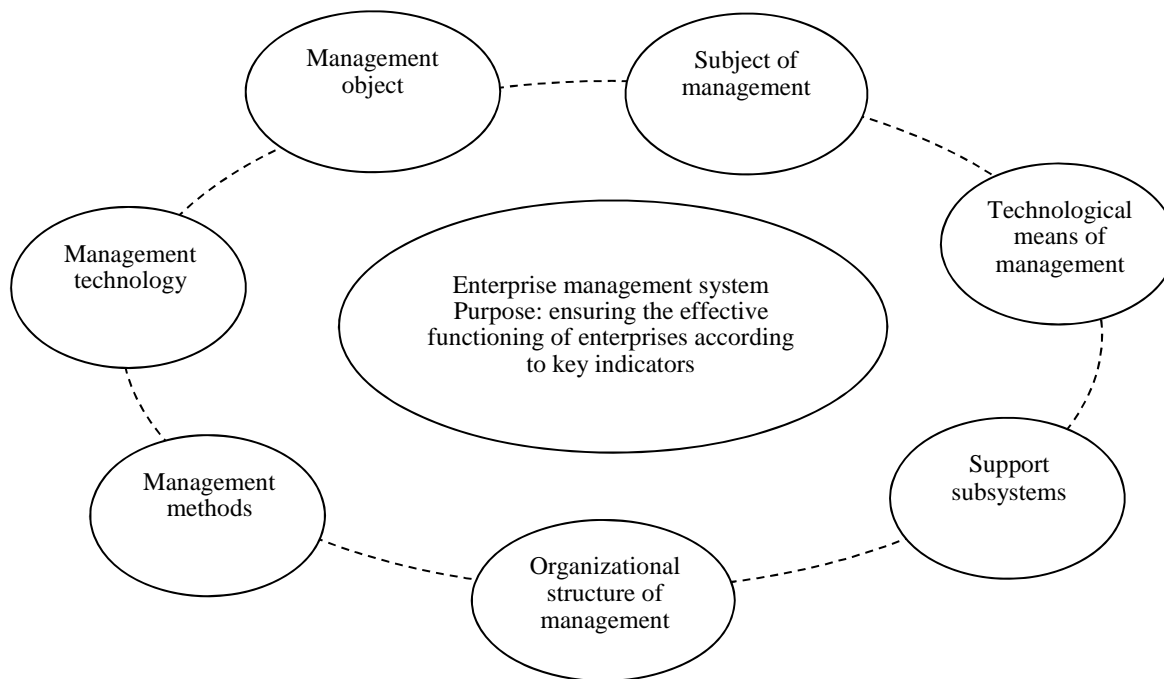 Management
object
Subject of
management
Technological
means of
management
Management
technology
Enterprise management system
Purpose: ensuring the effective
functioning of enterprises according
to key indicators
Management
methods
Support
subsystems
Organizational
structure of
management